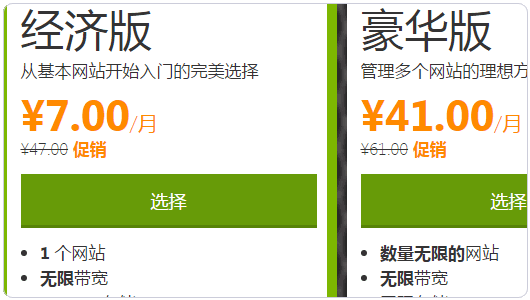 经济版
从基本网站开始入门的完美选择
¥7.00/月
¥47.00 促销
选择
1 个网站
无限带宽
豪华版
管理多个网站的理想方
¥41.00/月
¥61.00 促销
选择
数量无限的网站
无限带宽